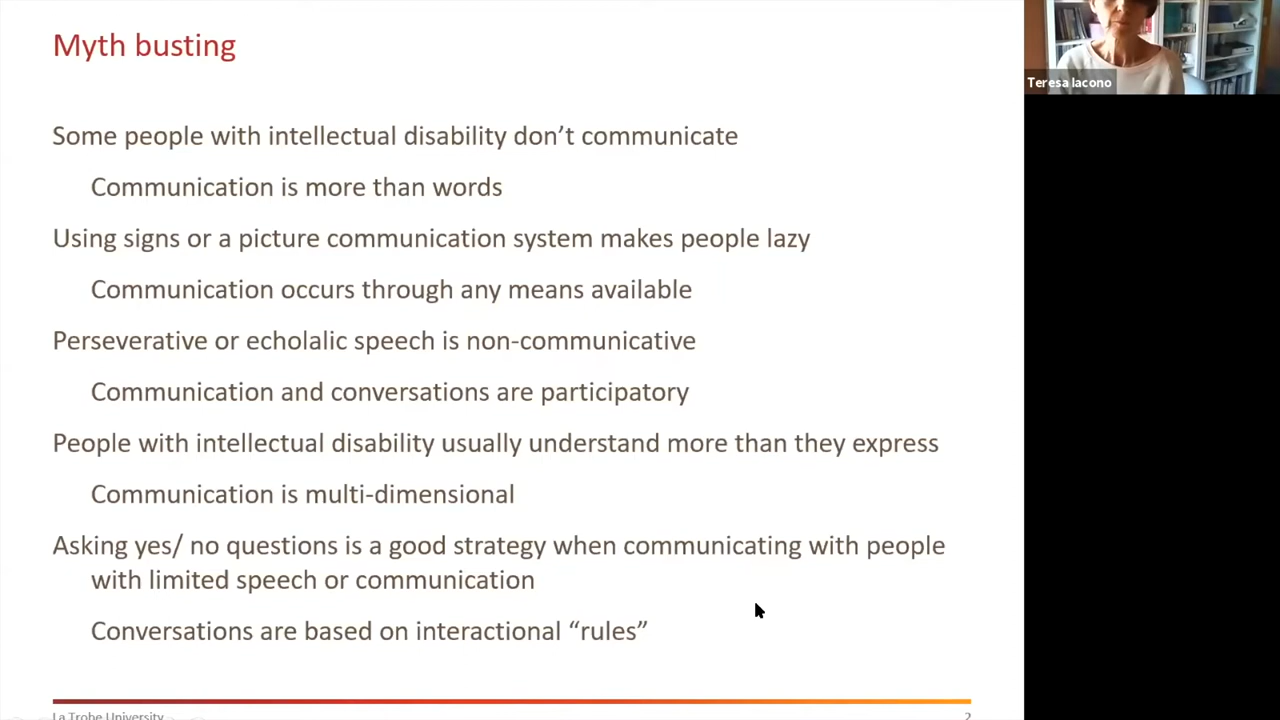 Myth busting
Teresa Iacono
Some people with intellectual disability don’t communicate
Communication is more than words
Using signs or a picture communication system makes people lazy
Communication occurs through any means available
Perseverative or echolalic speech is non-communicative
Communication and conversations are participatory
People with intellectual disability usually understand more than they express
Communication is multi-dimensional
Asking yes/ no questions is a good strategy when communicating with people
with limited speech or communication
Conversations are based on interactional “rules”
La Trobe University
2